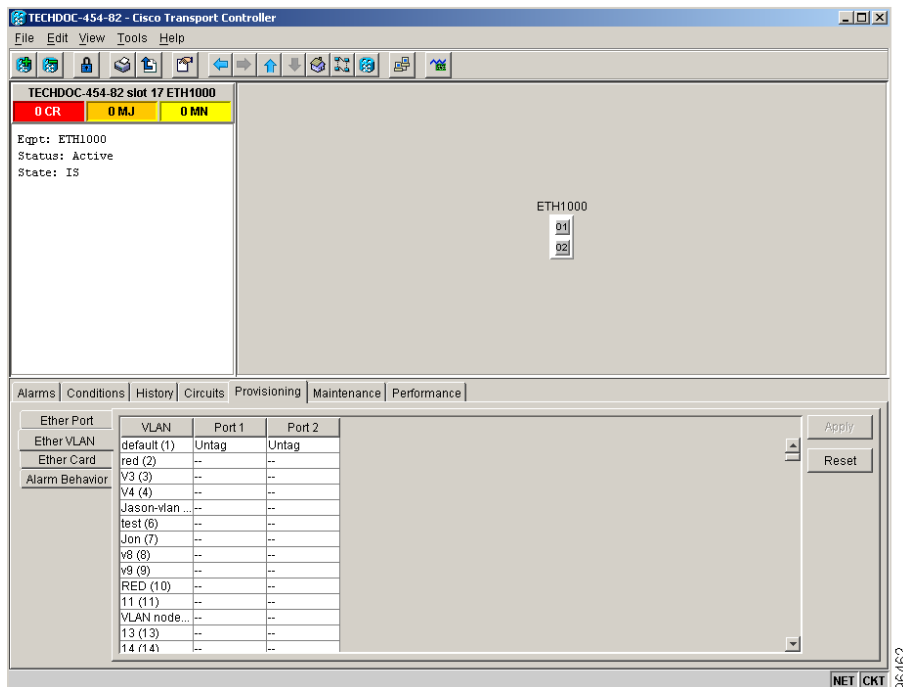 TECHDOC-454-82 - Cisco Transport Controller
File Edit View Tools Help
TECHDOC-454-82 slot 17 ETH1000
0 CR 0 MJ 0 MN
Eqpt: ETH1000
Status: Active
State: IS
ETH1000
01
02
Alarms Conditions History Circuits Provisioning Maintenance Performance
Ether Port
Ether VLAN
Ether Card
Alarm Behavior
VLAN Port 1 Port 2
default (1) Untag Untag
red (2) -- --
V3 (3) -- --
V4 (4) -- --
Jason-vlan ... -- --
test (6) -- --
Jon (7) -- --
v8 (8) -- --
v9 (9) -- --
RED (10) -- --
11 (11) -- --
VLAN node... -- --
13 (13) -- --
14 (14) -- --
Apply
Reset
NET CKT
96462